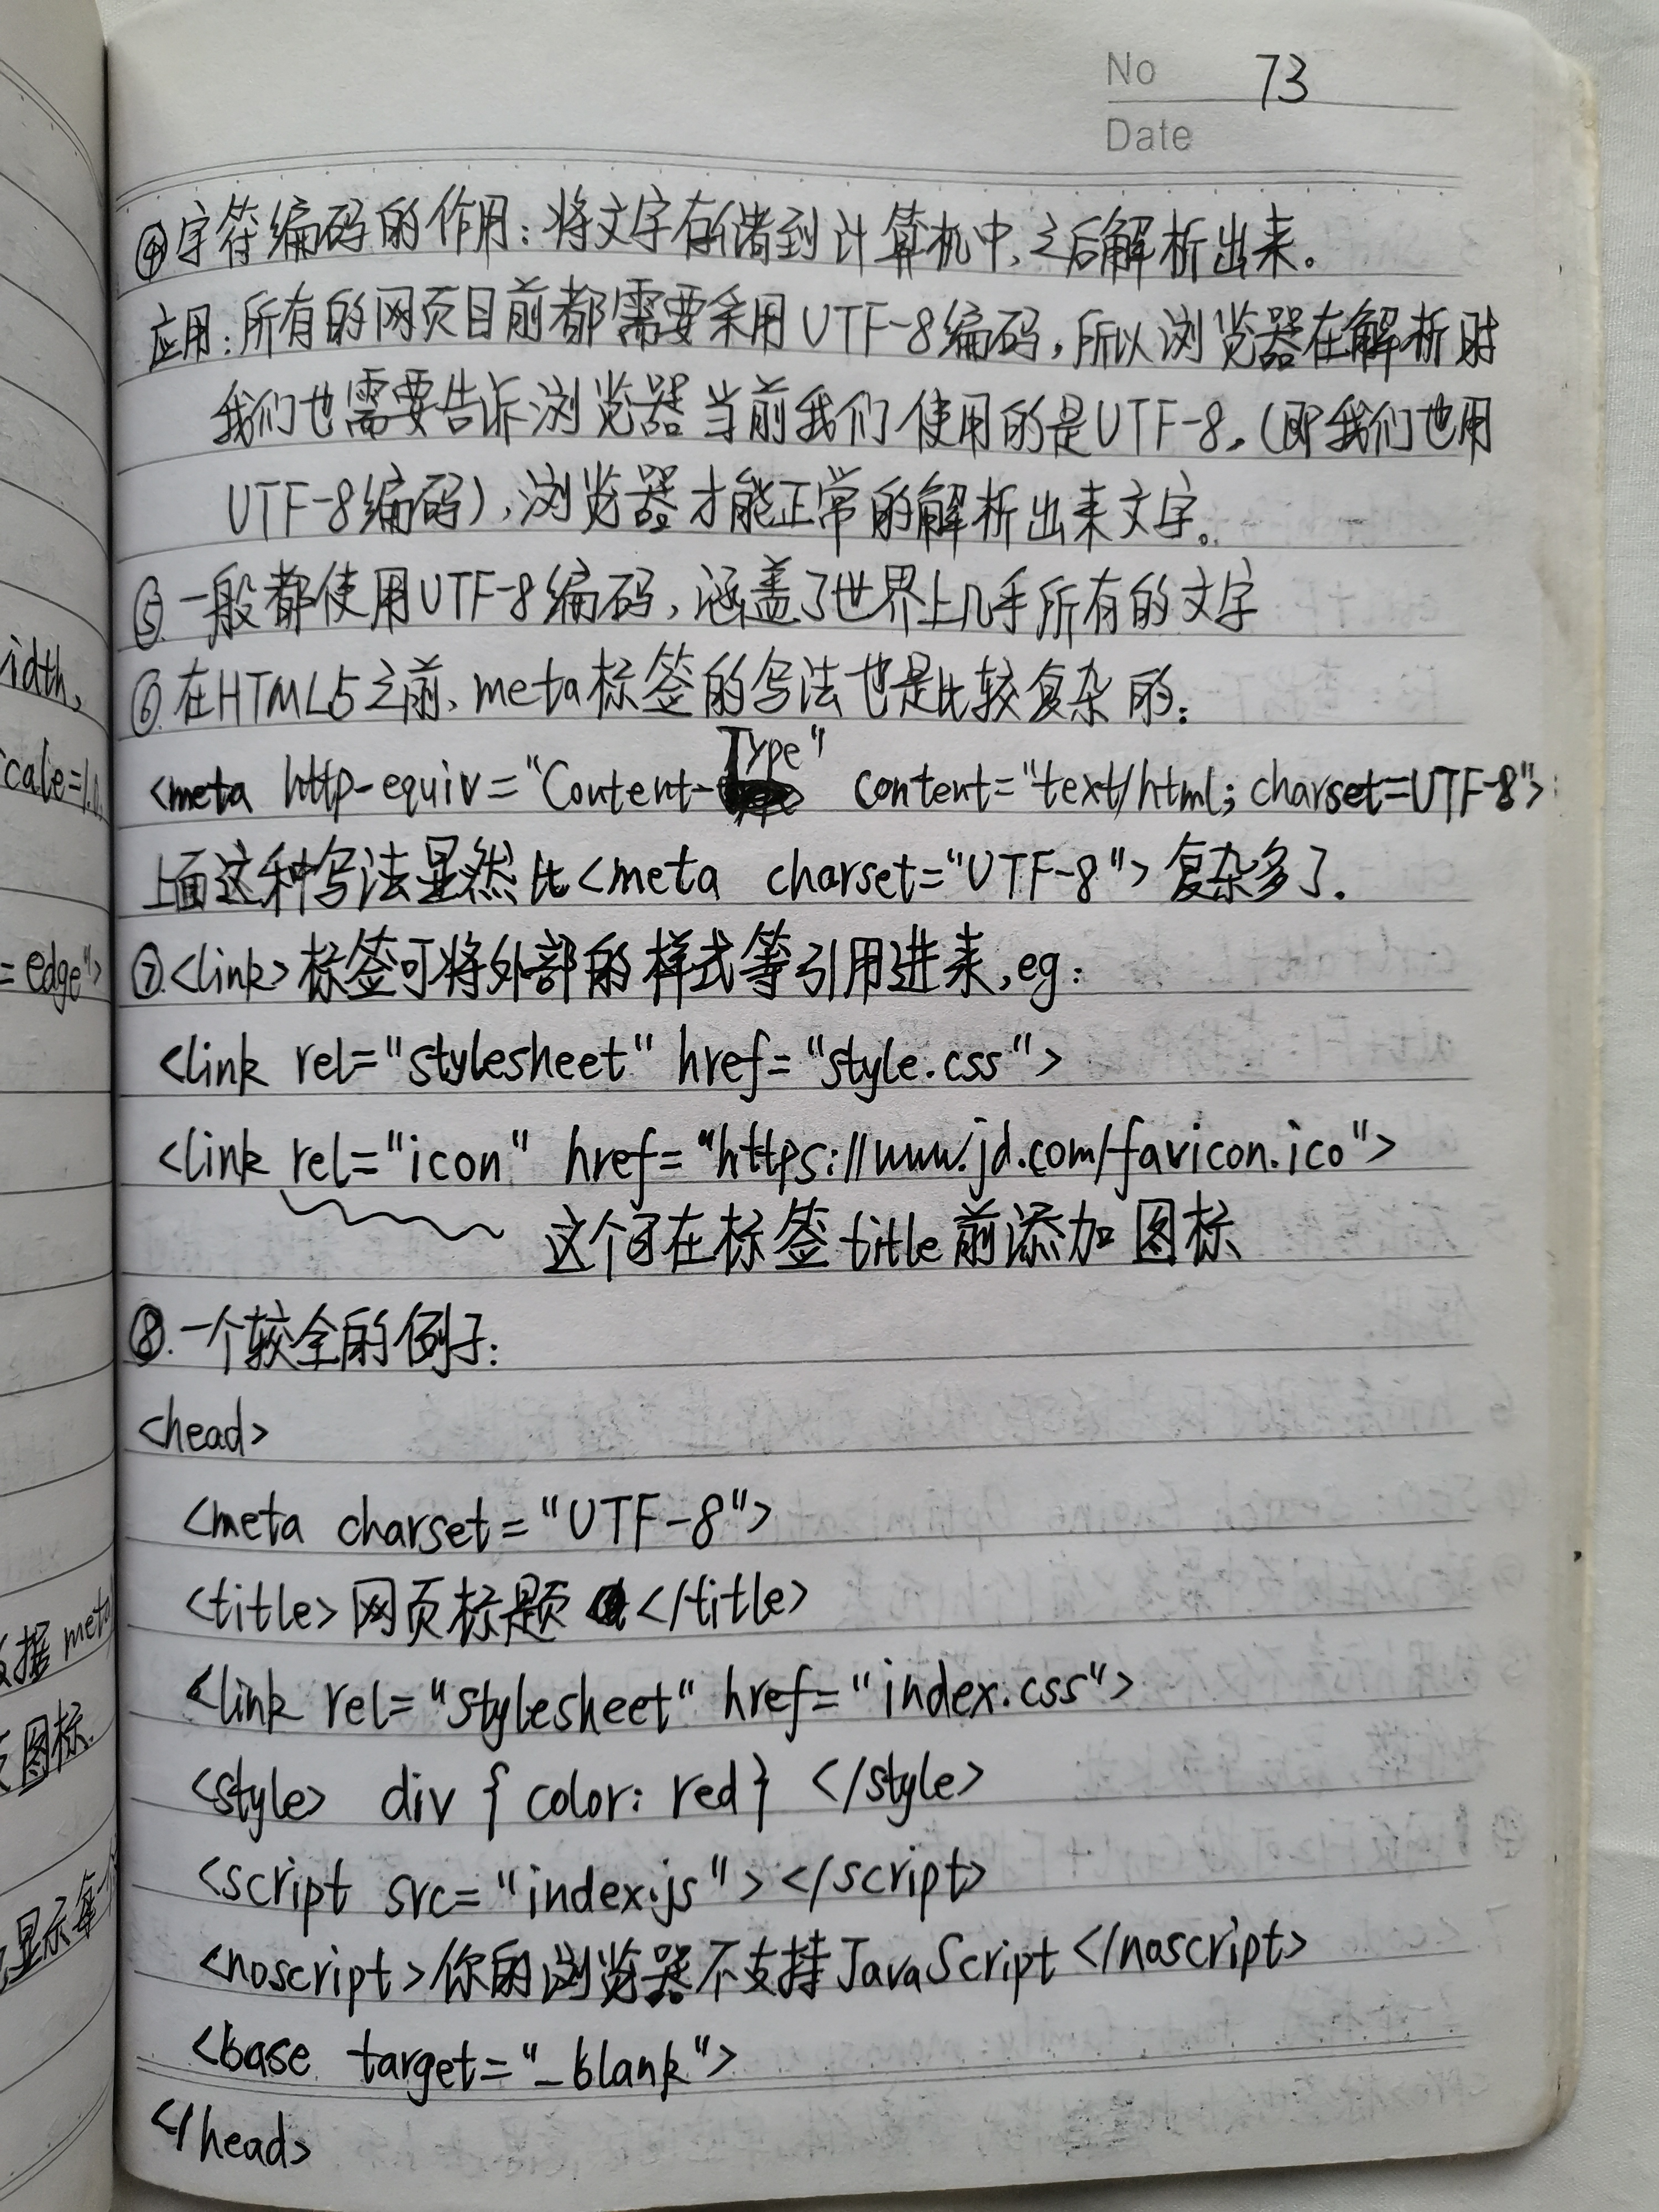 No 73
Date
④字符编码的作用：将文字存储到计算机中，之后解析出来。
应用：所有的网页目前都需要采用UTF-8编码，所以浏览器在解析时
我们也需要告诉浏览器当前我们使用的是UTF-8，(即我们也用
UTF-8编码)，浏览器才能正常的解析出来文字。
⑤一般都使用UTF-8编码，涵盖了世界上几乎所有的文字
⑥在HTML5之前，meta标签的写法也是比较复杂的：
<meta http-equiv="Content-Type" content="text/html; charset=UTF-8">
上面这种写法显然比<meta charset="UTF-8">复杂多了.
⑦<link>标签可将外部的样式等引用进来,eg:
<link rel="stylesheet" href="style.css">
<link rel="icon" href="https://www.jd.com/favicon.ico">
这个可在标签title前添加图标
⑧.一个较全的例子：
<head>
<meta charset="UTF-8">
<title>网页标题</title>
<link rel="stylesheet" href="index.css">
<style> div { color: red } </style>
<script src="index.js"></script>
<noscript>你的浏览器不支持JavaScript</noscript>
<base target="_blank">
</head>
idth,
cale=1.0,
=edge">
据meta
图标.
显示每一个